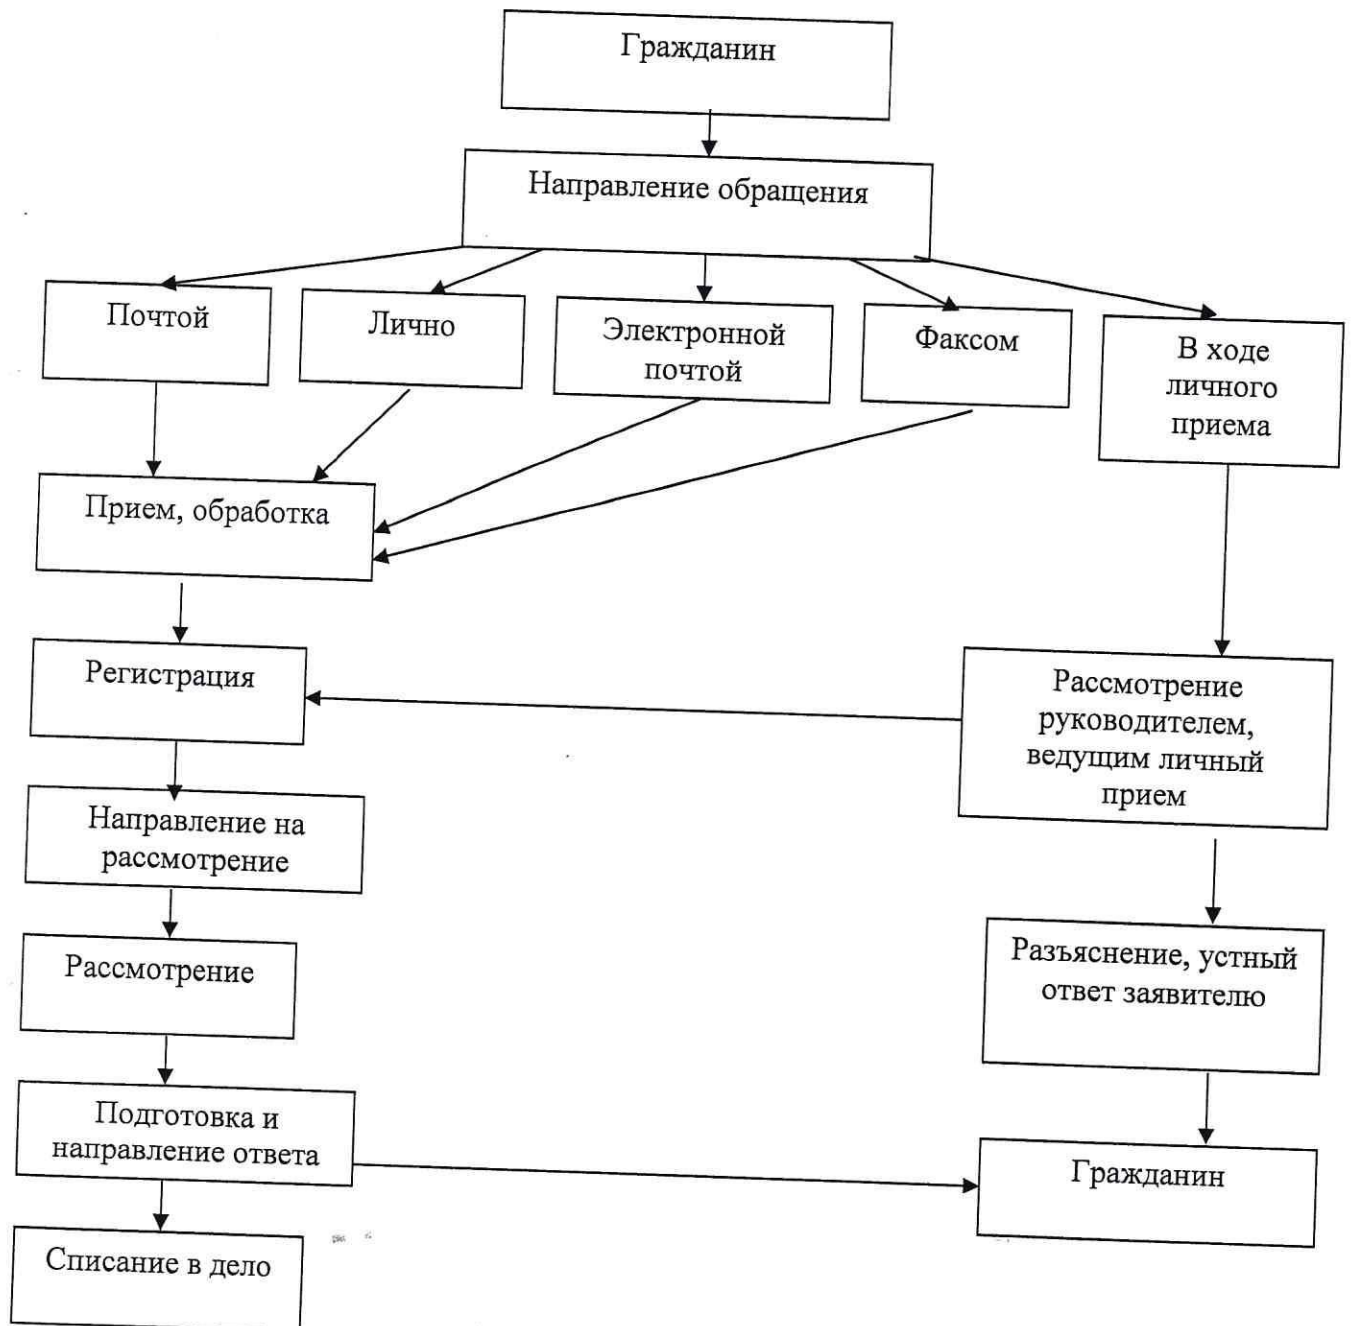 Гражданин
Направление обращения
Почтой
Лично
Электронной
почтой
Факсом
В ходе
личного
приема
Прием, обработка
Регистрация
Рассмотрение
руководителем,
ведущим личный
прием
Направление на
рассмотрение
Рассмотрение
Разъяснение, устный
ответ заявителю
Подготовка и
направление ответа
Гражданин
Списание в дело